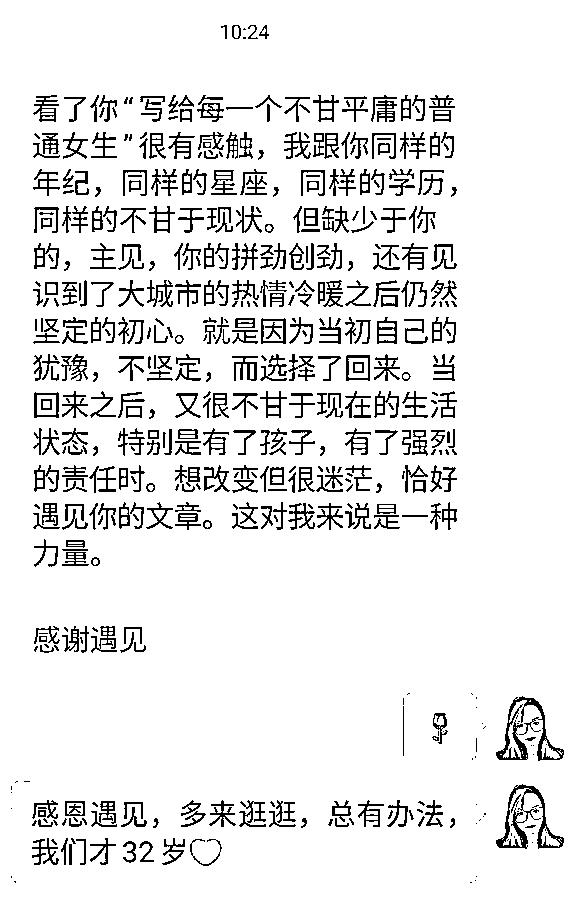 10:24
看了你“写给每一个不甘平庸的普
通女生”很有感触，我跟你同样的
年纪，同样的星座，同样的学历，
同样的不甘于现状。但缺少于你
的，主见，你的拼劲创劲，还有见
识到了大城市的热情冷暖之后仍然
坚定的初心。就是因为当初自己的
犹豫，不坚定，而选择了回来。当
回来之后，又很不甘于现在的生活
状态，特别是有了孩子，有了强烈
的责任时。想改变但很迷茫，恰好
遇见你的文章。这对我来说是一种
力量。
感谢遇见
感恩遇见，多来逛逛，总有办法，
我们才32岁♡